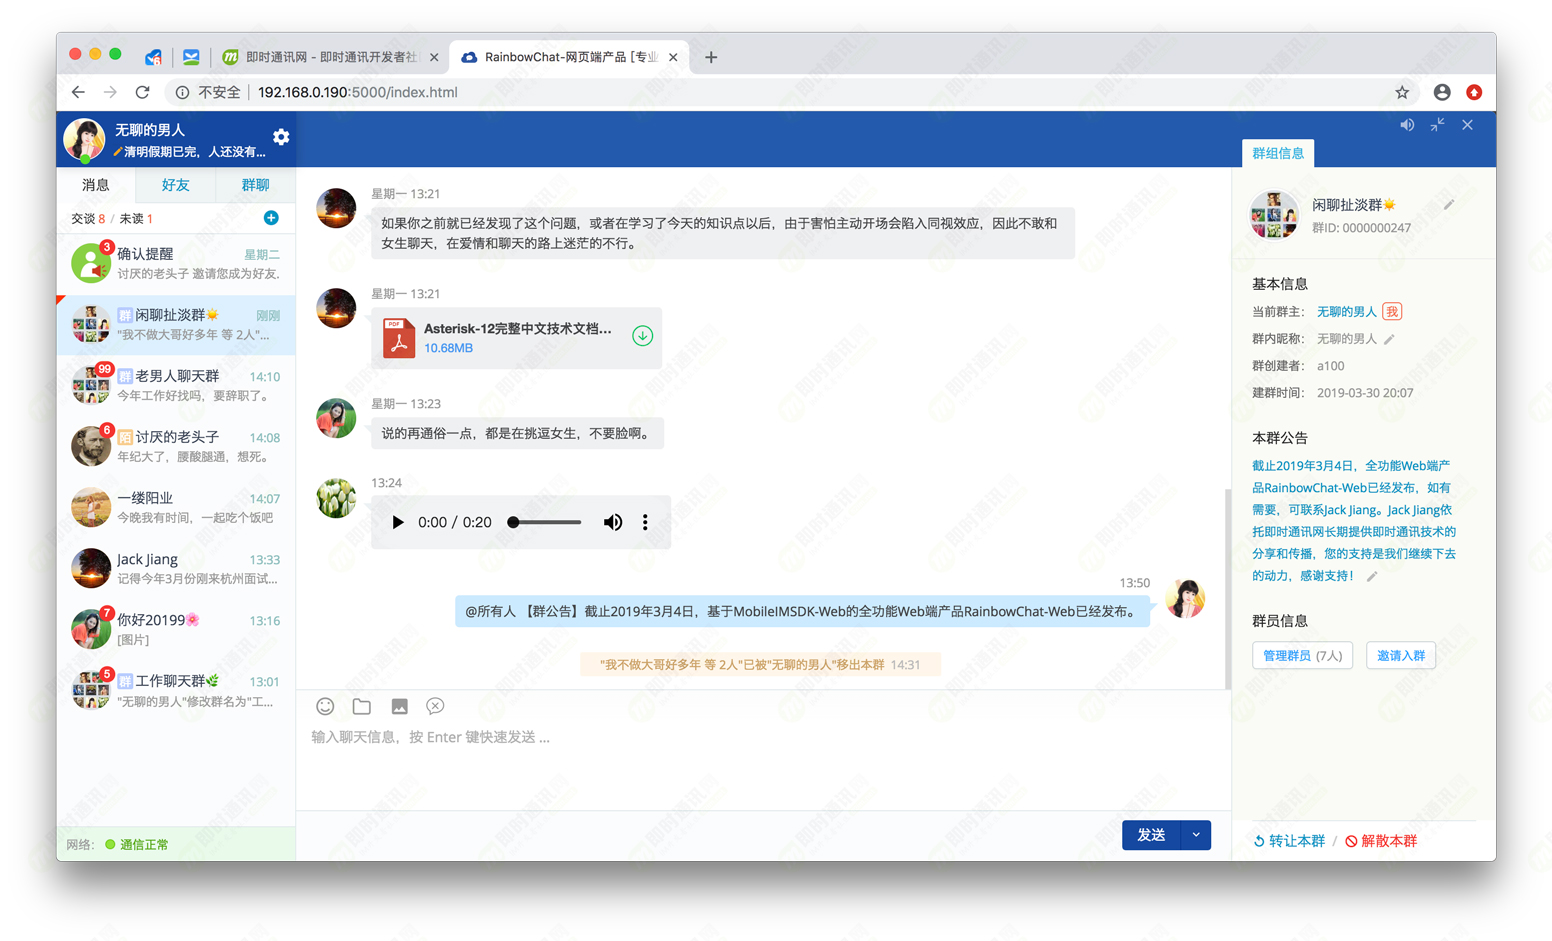 即时通讯网 - 即时通讯开发者社
RainbowChat-网页端产品 [专业
不安全 | 192.168.0.190:5000/index.html
无聊的男人
清明假期已完，人还没有...
群组信息
消息 好友 群聊
交谈 8 / 未读 1
3
确认提醒 星期二
讨厌的老头子 邀请您成为好友.
群 闲聊扯淡群☀️ 刚刚
"我不做大哥好多年 等 2人"...
99
群 老男人聊天群 14:10
今年工作好找吗，要辞职了。
6
陌 讨厌的老头子 14:08
年纪大了，腰酸腿通，想死。
一缕阳业 14:07
今晚我有时间，一起吃个饭吧
Jack Jiang 13:33
记得今年3月份刚来杭州面试...
7
你好20199🌸 13:16
[图片]
5
群 工作聊天群🌿 13:01
"无聊的男人"修改群名为"工...
网络： 通信正常
星期一 13:21
如果你之前就已经发现了这个问题，或者在学习了今天的知识点以后，由于害怕主动开场会陷入同视效应，因此不敢和
女生聊天，在爱情和聊天的路上迷茫的不行。
星期一 13:21
PDF
Asterisk-12完整中文技术文档...
10.68MB
星期一 13:23
说的再通俗一点，都是在挑逗女生，不要脸啊。
13:24
0:00 / 0:20
13:50
@所有人 【群公告】截止2019年3月4日，基于MobileIMSDK-Web的全功能Web端产品RainbowChat-Web已经发布。
"我不做大哥好多年 等 2人"已被"无聊的男人"移出本群 14:31
输入聊天信息，按 Enter 键快速发送 ...
发送
闲聊扯淡群☀️
群ID: 0000000247
基本信息
当前群主： 无聊的男人 我
群内昵称： 无聊的男人
群创建者： a100
建群时间： 2019-03-30 20:07
本群公告
截止2019年3月4日，全功能Web端产
品RainbowChat-Web已经发布，如有
需要，可联系Jack Jiang。Jack Jiang依
托即时通讯网长期提供即时通讯技术的
分享和传播，您的支持是我们继续下去
的动力，感谢支持！
群员信息
管理群员 (7人) 邀请入群
转让本群 / 解散本群